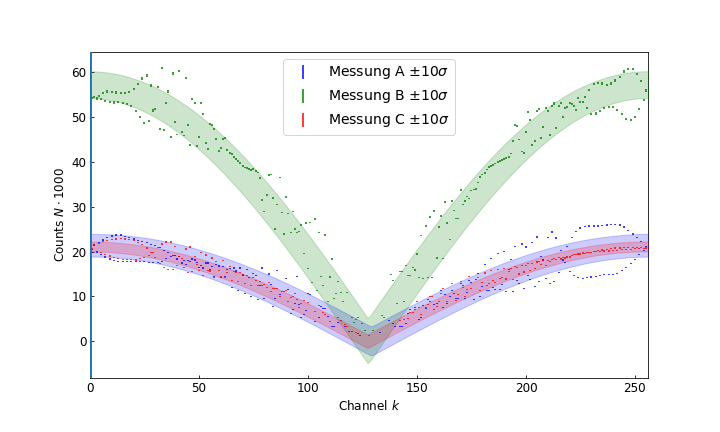 60
50
40
30
20
10
0
Counts N · 1000
Messung A ±10σ
Messung B ±10σ
Messung C ±10σ
0 50 100 150 200 250
Channel k